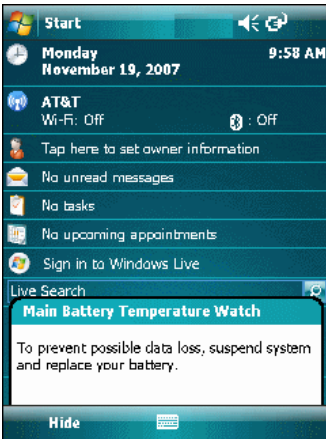 Start
Monday 9:58 AM
November 19, 2007
AT&T
Wi-Fi: Off : Off
Tap here to set owner information
No unread messages
No tasks
No upcoming appointments
Sign in to Windows Live
Live Search
Main Battery Temperature Watch
To prevent possible data loss, suspend system
and replace your battery.
Hide